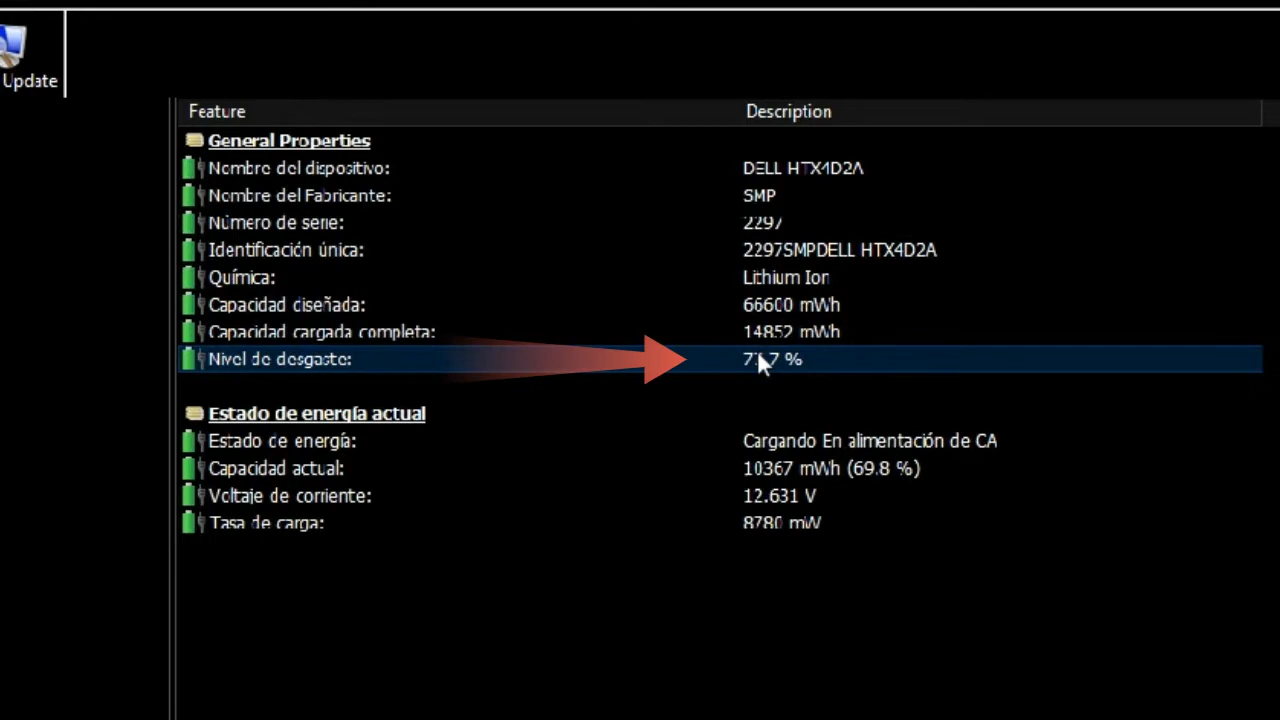 Update
Feature Description
General Properties
Nombre del dispositivo: DELL HTX4D2A
Nombre del Fabricante: SMP
Número de serie: 2297
Identificación única: 2297SMPDELL HTX4D2A
Química: Lithium Ion
Capacidad diseñada: 66600 mWh
Capacidad cargada completa: 14852 mWh
Nivel de desgaste: %
Estado de energía actual
Estado de energía: Cargando En alimentación de CA
Capacidad actual: 10367 mWh (69.8 %)
Voltaje de corriente: 12.631 V
Tasa de carga: 8780 mW